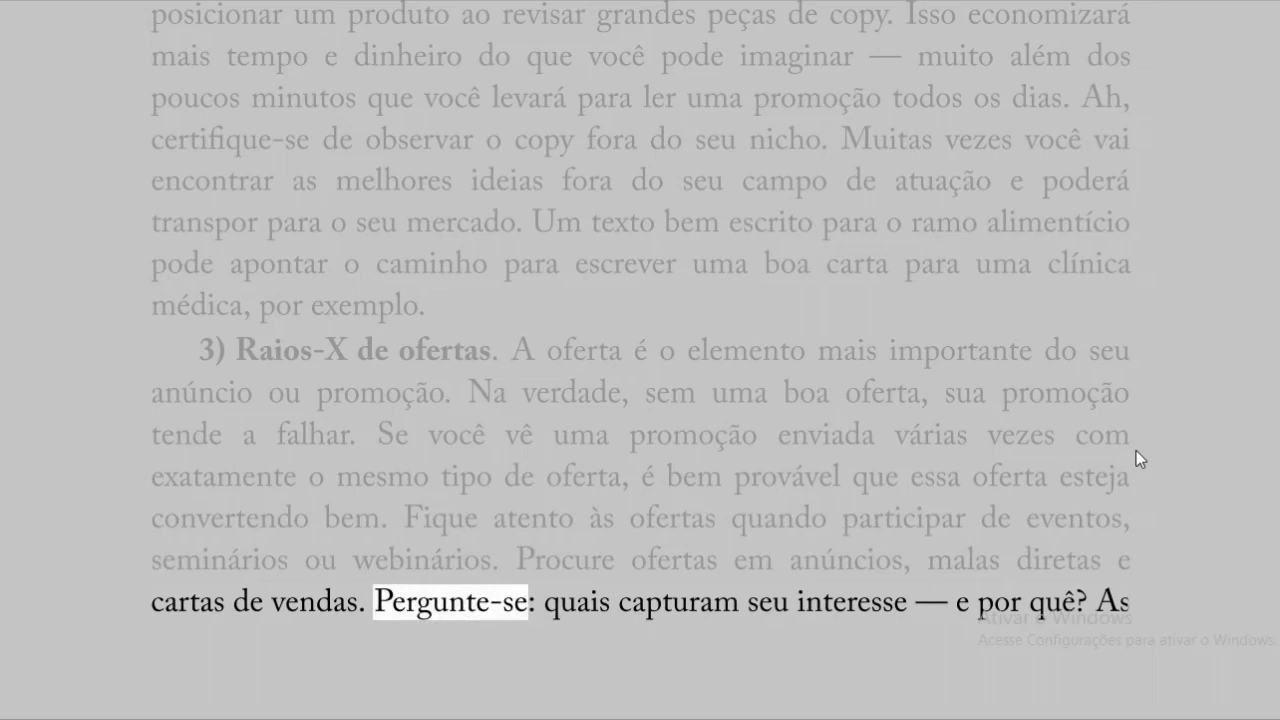 posicionar um produto ao revisar grandes peças de copy. Isso economizará
mais tempo e dinheiro do que você pode imaginar — muito além dos
poucos minutos que você levará para ler uma promoção todos os dias. Ah,
certifique-se de observar o copy fora do seu nicho. Muitas vezes você vai
encontrar as melhores ideias fora do seu campo de atuação e poderá
transpor para o seu mercado. Um texto bem escrito para o ramo alimentício
pode apontar o caminho para escrever uma boa carta para uma clínica
médica, por exemplo.
3) Raios-X de ofertas. A oferta é o elemento mais importante do seu
anúncio ou promoção. Na verdade, sem uma boa oferta, sua promoção
tende a falhar. Se você vê uma promoção enviada várias vezes com
exatamente o mesmo tipo de oferta, é bem provável que essa oferta esteja
convertendo bem. Fique atento às ofertas quando participar de eventos,
seminários ou webinários. Procure ofertas em anúncios, malas diretas e
cartas de vendas. Pergunte-se: quais capturam seu interesse — e por quê? As
Ativar o Windows
Acesse Configurações para ativar o Windows.